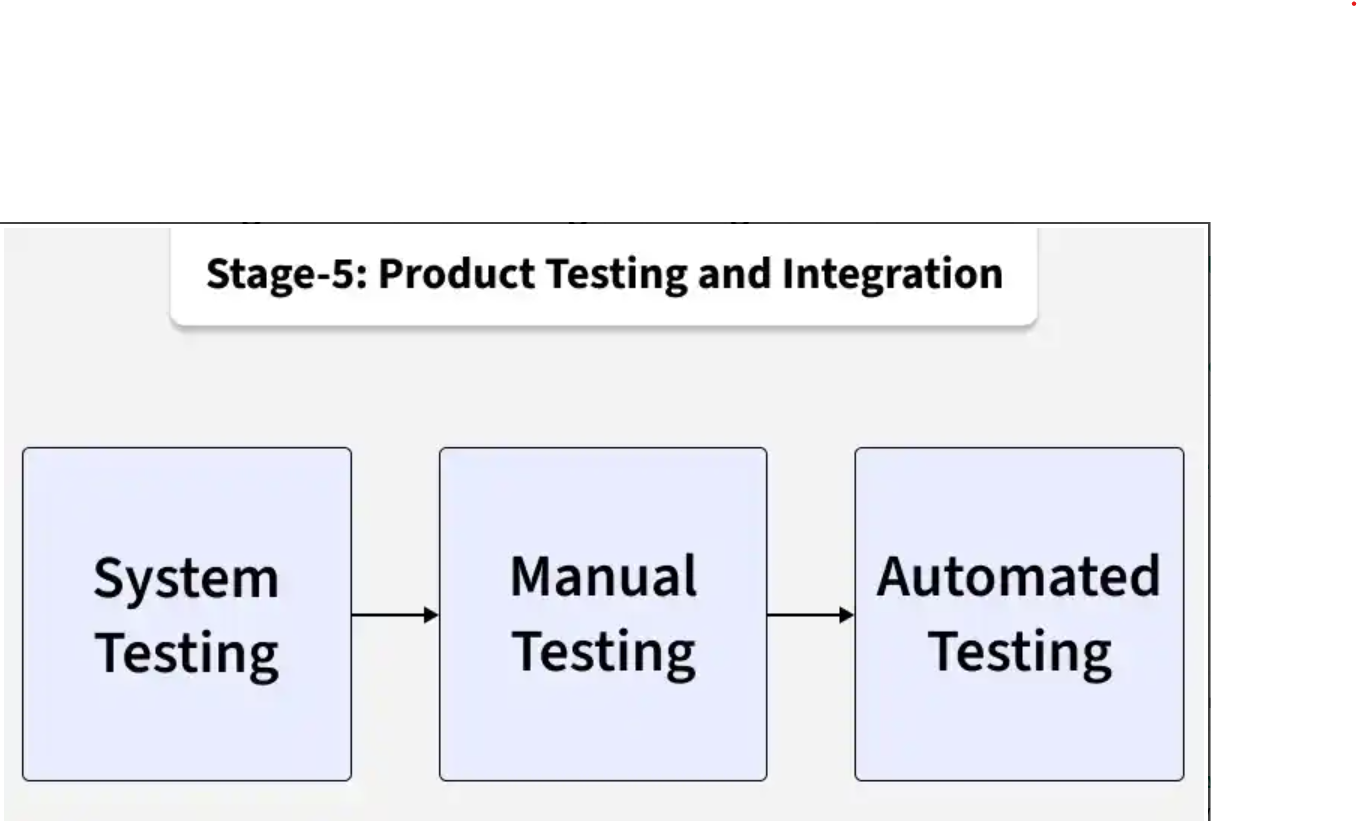 Stage-5: Product Testing and Integration
System
Testing
Manual
Testing
Automated
Testing